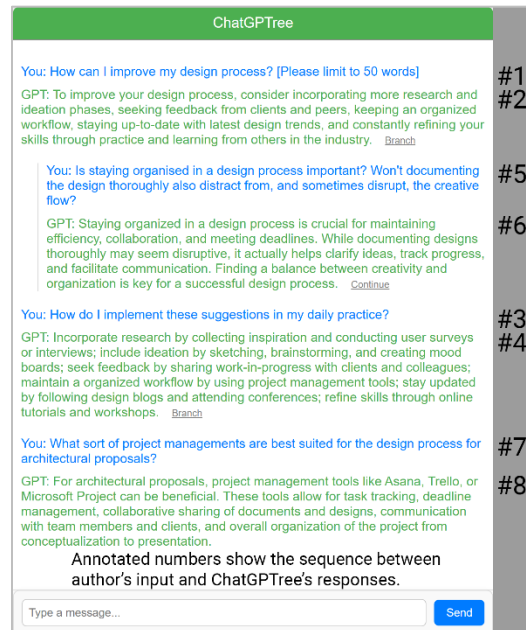 ChatGPTree
You: How can I improve my design process? [Please limit to 50 words]
#1
GPT: To improve your design process, consider incorporating more research and
#2
ideation phases, seeking feedback from clients and peers, keeping an organized
workflow, staying up-to-date with latest design trends, and constantly refining your
skills through practice and learning from others in the industry. Branch
You: Is staying organised in a design process important? Won't documenting
#5
the design thoroughly also distract from, and sometimes disrupt, the creative
flow?
GPT: Staying organized in a design process is crucial for maintaining
#6
efficiency, collaboration, and meeting deadlines. While documenting designs
thoroughly may seem disruptive, it actually helps clarify ideas, track progress,
and facilitate communication. Finding a balance between creativity and
organization is key for a successful design process. Continue
You: How do I implement these suggestions in my daily practice?
#3
GPT: Incorporate research by collecting inspiration and conducting user surveys
#4
or interviews; include ideation by sketching, brainstorming, and creating mood
boards; seek feedback by sharing work-in-progress with clients and colleagues;
maintain a organized workflow by using project management tools; stay updated
by following design blogs and attending conferences; refine skills through online
tutorials and workshops. Branch
You: What sort of project managements are best suited for the design process for
#7
architectural proposals?
GPT: For architectural proposals, project management tools like Asana, Trello, or
#8
Microsoft Project can be beneficial. These tools allow for task tracking, deadline
management, collaborative sharing of documents and designs, communication
with team members and clients, and overall organization of the project from
conceptualization to presentation.
Annotated numbers show the sequence between
author's input and ChatGPTree's responses.
Type a message...
Send